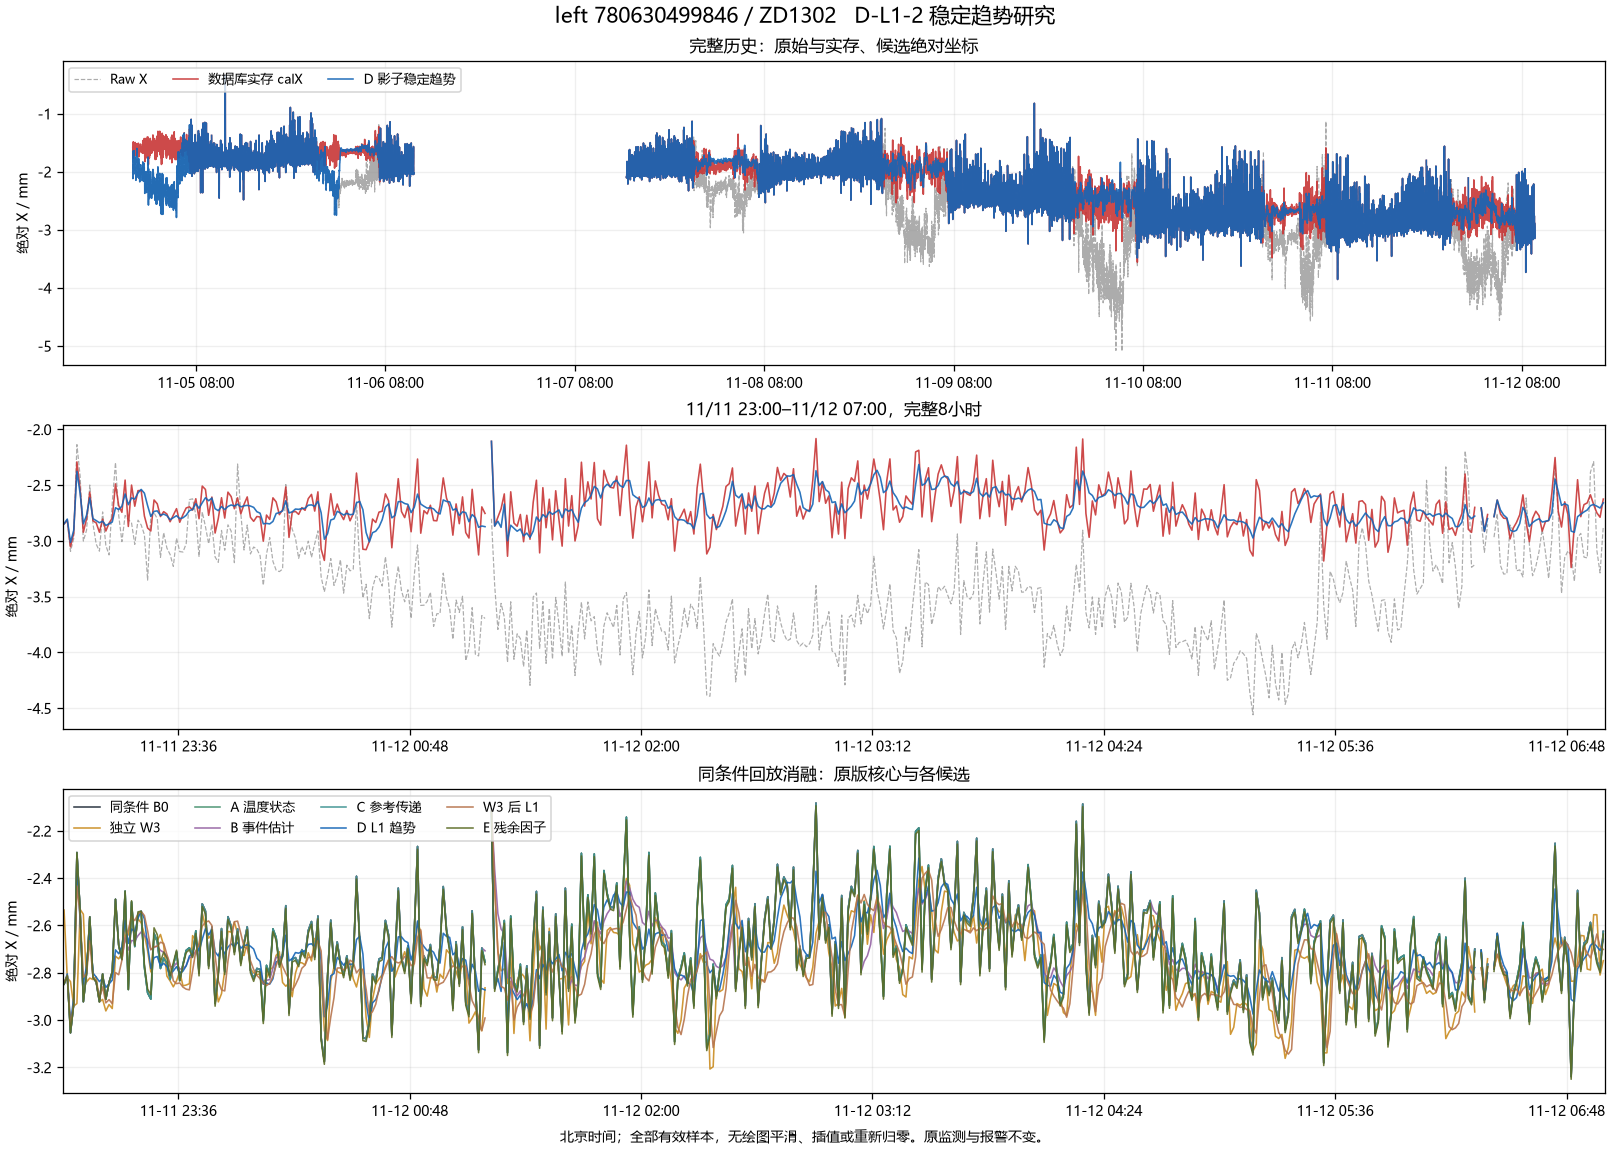 left 780630499846 / ZD1302   D-L1-2 稳定趋势研究
完整历史：原始与实存、候选绝对坐标
Raw X   数据库实存 calX   D 影子稳定趋势
绝对 X / mm
-1
-2
-3
-4
-5
11-05 08:00   11-06 08:00   11-07 08:00   11-08 08:00   11-09 08:00   11-10 08:00   11-11 08:00   11-12 08:00
11/11 23:00–11/12 07:00，完整8小时
绝对 X / mm
-2.0
-2.5
-3.0
-3.5
-4.0
-4.5
11-11 23:36   11-12 00:48   11-12 02:00   11-12 03:12   11-12 04:24   11-12 05:36   11-12 06:48
同条件回放消融：原版核心与各候选
同条件 B0   A 温度状态   C 参考传递   W3 后 L1
独立 W3   B 事件估计   D L1 趋势   E 残余因子
绝对 X / mm
-2.2
-2.4
-2.6
-2.8
-3.0
-3.2
11-11 23:36   11-12 00:48   11-12 02:00   11-12 03:12   11-12 04:24   11-12 05:36   11-12 06:48
北京时间；全部有效样本，无绘图平滑、插值或重新归零。原监测与报警不变。